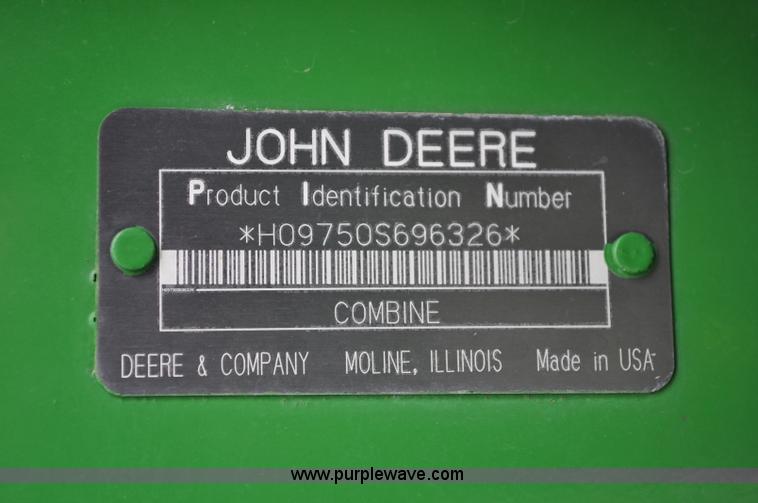 JOHN DEERE
Product Identification Number
*H09750S696326*
COMBINE
DEERE & COMPANY MOLINE, ILLINOIS Made in USA
www.purplewave.com